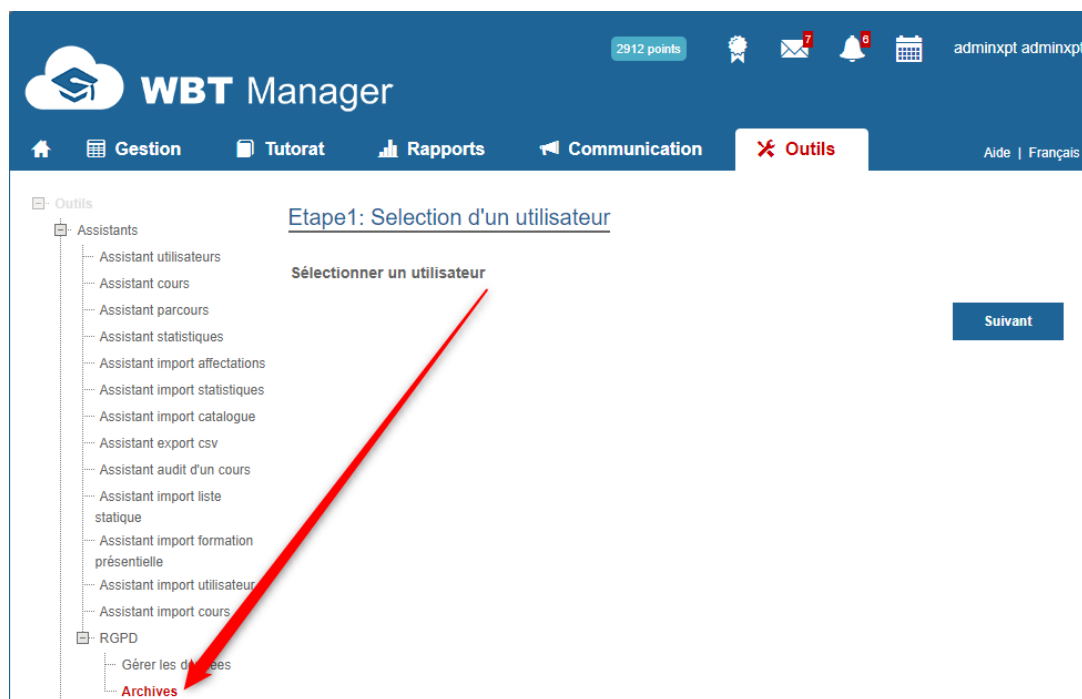 2912 points
7
6
adminxpt adminxpt
WBT Manager
Gestion
Tutorat
Rapports
Communication
Outils
Aide | Français
Outils
Assistants
Assistant utilisateurs
Assistant cours
Assistant parcours
Assistant statistiques
Assistant import affectations
Assistant import statistiques
Assistant import catalogue
Assistant export csv
Assistant audit d'un cours
Assistant import liste
statique
Assistant import formation
présentielle
Assistant import utilisateur
Assistant import cours
RGPD
Gérer les données
Archives
Etape1: Selection d'un utilisateur
Sélectionner un utilisateur
Suivant